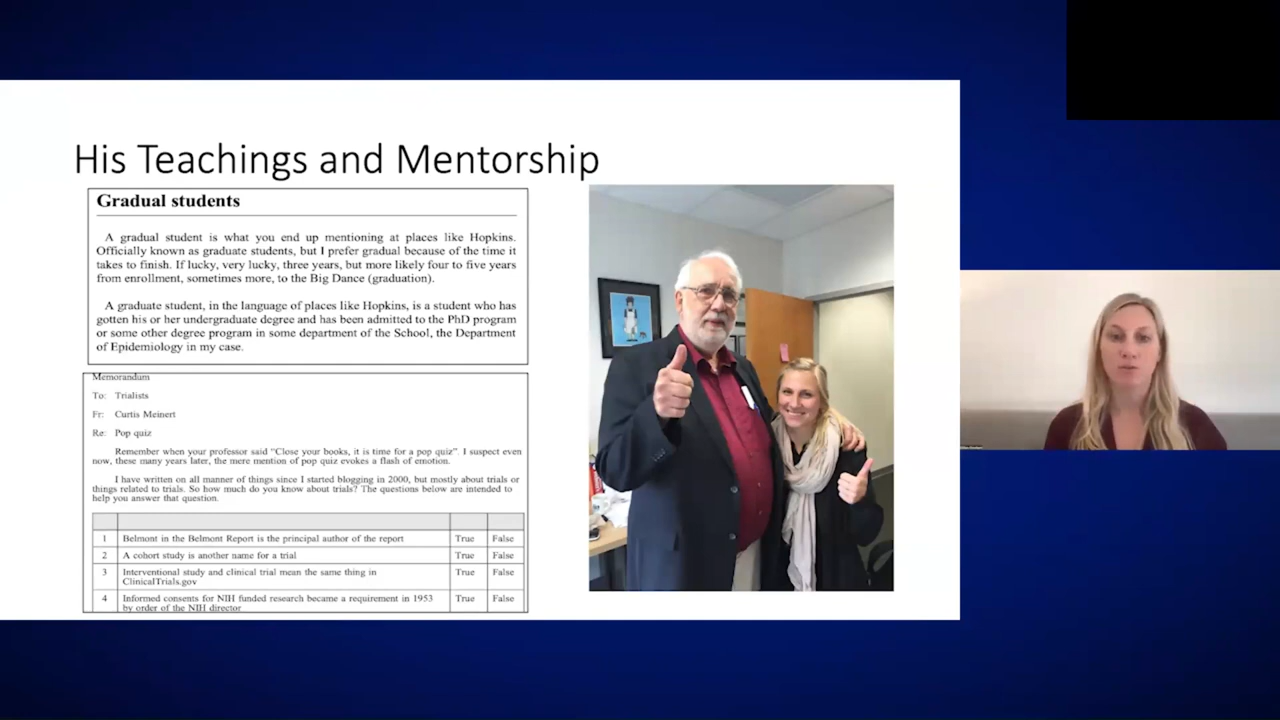 His Teachings and Mentorship
Gradual students
A gradual student is what you end up mentioning at places like Hopkins.
Officially known as graduate students, but I prefer gradual because of the time it
takes to finish. If lucky, very lucky, three years, but more likely four to five years
from enrollment, sometimes more, to the Big Dance (graduation).
A graduate student, in the language of places like Hopkins, is a student who has
gotten his or her undergraduate degree and has been admitted to the PhD program
or some other degree program in some department of the School, the Department
of Epidemiology in my case.
Memorandum
To: Trialists
Fr: Curtis Meinert
Re: Pop quiz
Remember when your professor said "Close your books, it is time for a pop quiz". I suspect even
now, these many years later, the mere mention of pop quiz evokes a flash of emotion.
I have written on all manner of things since I started blogging in 2000, but mostly about trials or
things related to trials. So how much do you know about trials? The questions below are intended to
help you answer that question.
1 Belmont in the Belmont Report is the principal author of the report True False
2 A cohort study is another name for a trial True False
3 Interventional study and clinical trial mean the same thing in True False
ClinicalTrials.gov
4 Informed consents for NIH funded research became a requirement in 1953 True False
by order of the NIH director